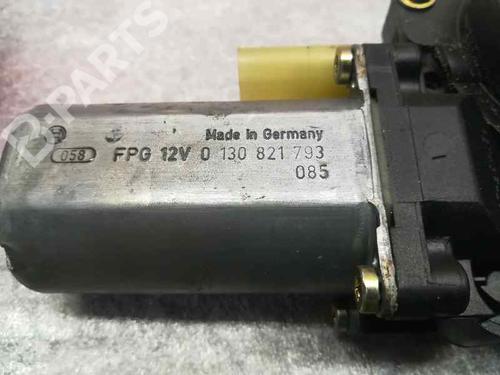 B-PARTS
Made in Germany
058 FPG 12V 0 130 821 793
085